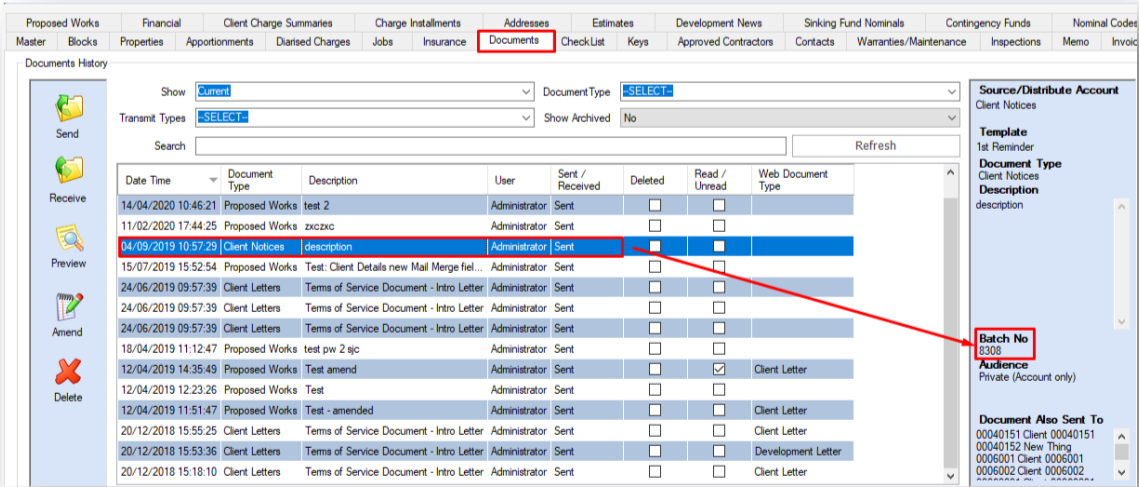 Proposed Works Financial Client Charge Summaries Charge Installments Addresses Estimates Development News Sinking Fund Nominals Contingency Funds Nominal Codes
Master Blocks Properties Apportionments Diarised Charges Jobs Insurance Documents CheckList Keys Approved Contractors Contacts Warranties/Maintenance Inspections Memo Invoic
Documents History
Send
Receive
Preview
Amend
Delete
Show Current Document Type --SELECT--
Transmit Types --SELECT-- Show Archived No
Search Refresh
Date Time Document Type Description User Sent / Received Deleted Read / Unread Web Document Type
14/04/2020 10:46:21 Proposed Works test 2 Administrator Sent
11/02/2020 17:44:25 Proposed Works zxczxc Administrator Sent
04/09/2019 10:57:29 Client Notices description Administrator Sent
15/07/2019 15:52:54 Proposed Works Test: Client Details new Mail Merge fiel... Administrator Sent
24/06/2019 09:57:39 Client Letters Terms of Service Document - Intro Letter Administrator Sent
24/06/2019 09:57:39 Client Letters Terms of Service Document - Intro Letter Administrator Sent
24/06/2019 09:57:39 Client Letters Terms of Service Document - Intro Letter Administrator Sent
18/04/2019 11:12:47 Proposed Works test pw 2 sjc Administrator Sent
12/04/2019 14:35:49 Proposed Works Test amend Administrator Sent Client Letter
12/04/2019 12:23:26 Proposed Works Test Administrator Sent
12/04/2019 11:51:47 Proposed Works Test - amended Administrator Sent Client Letter
20/12/2018 15:55:25 Client Letters Terms of Service Document - Intro Letter Administrator Sent Client Letter
20/12/2018 15:53:36 Client Letters Terms of Service Document - Intro Letter Administrator Sent Development Letter
20/12/2018 15:18:10 Client Letters Terms of Service Document - Intro Letter Administrator Sent Client Letter
Source/Distribute Account
Client Notices
Template
1st Reminder
Document Type
Client Notices
Description
description
Batch No
8308
Audience
Private (Account only)
Document Also Sent To
00040151 Client 00040151
00040152 New Thing
0006001 Client 0006001
0006002 Client 0006002